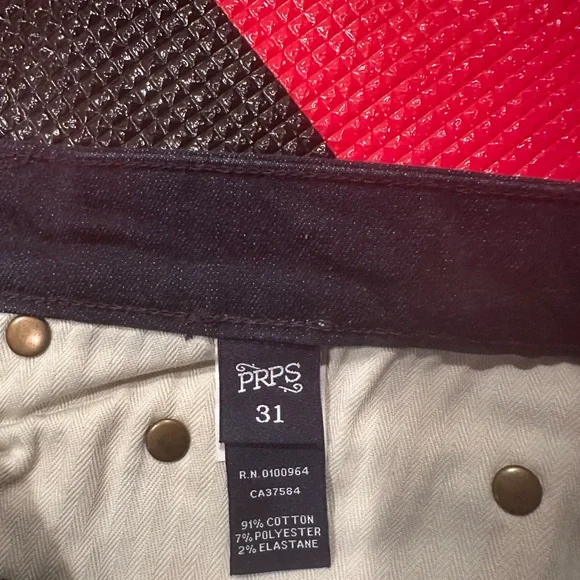 PRPS
31
R.N. 0100964
CA37584
91% COTTON
7% POLYESTER
2% ELASTANE